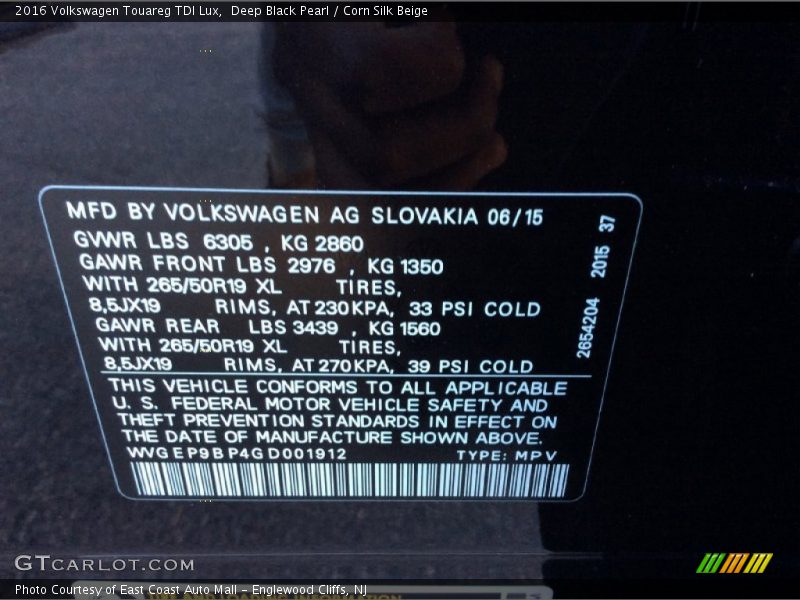 2016 Volkswagen Touareg TDI Lux,  Deep Black Pearl / Corn Silk Beige
MFD BY VOLKSWAGEN AG SLOVAKIA 06/15
GVWR LBS 6305 , KG 2860
GAWR FRONT LBS 2976 , KG 1350
WITH 265/50R19 XL TIRES,
8,5JX19 RIMS, AT 230KPA, 33 PSI COLD
GAWR REAR LBS 3439 , KG 1560
WITH 265/50R19 XL TIRES,
8,5JX19 RIMS, AT 270KPA, 39 PSI COLD
THIS VEHICLE CONFORMS TO ALL APPLICABLE
U. S. FEDERAL MOTOR VEHICLE SAFETY AND
THEFT PREVENTION STANDARDS IN EFFECT ON
THE DATE OF MANUFACTURE SHOWN ABOVE.
WVGEP9BP4GD001912 TYPE: MPV
2654204 2015 37
GTCARLOT.COM
Photo Courtesy of East Coast Auto Mall - Englewood Cliffs, NJ